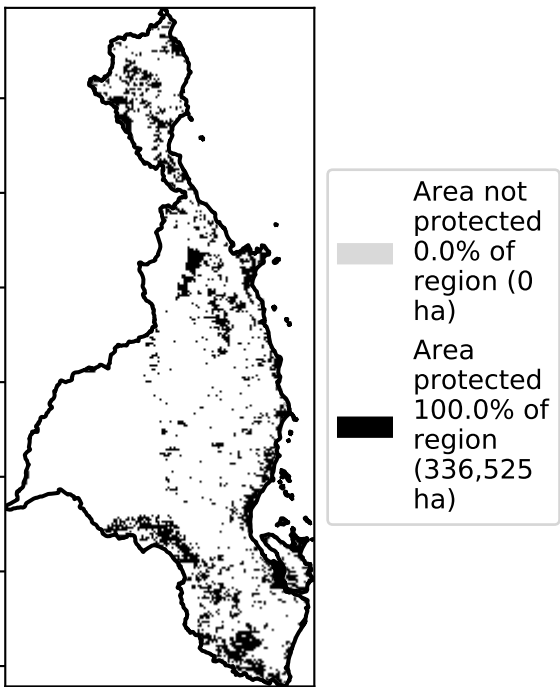 Area not
protected
0.0% of
region (0
ha)
Area
protected
100.0% of
region
(336,525
ha)